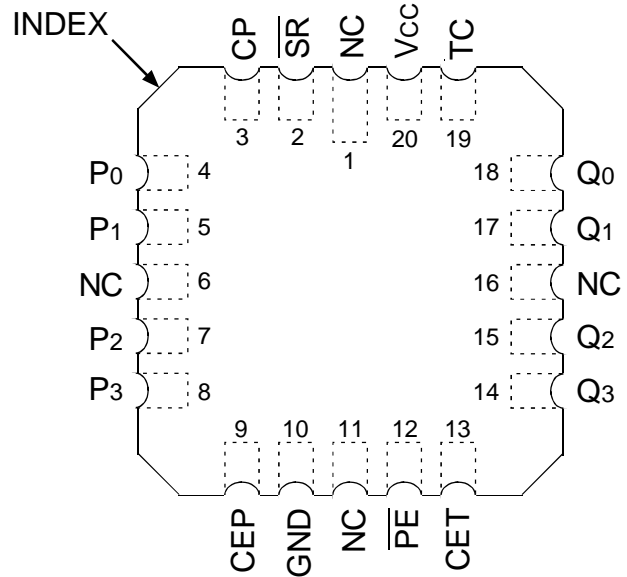 INDEX
CP S̅R̅ NC VCC TC
3 2 1 20 19
P0 4 18 Q0
P1 5 17 Q1
NC 6 16 NC
P2 7 15 Q2
P3 8 14 Q3
9 10 11 12 13
CEP GND NC P̅E̅ CET